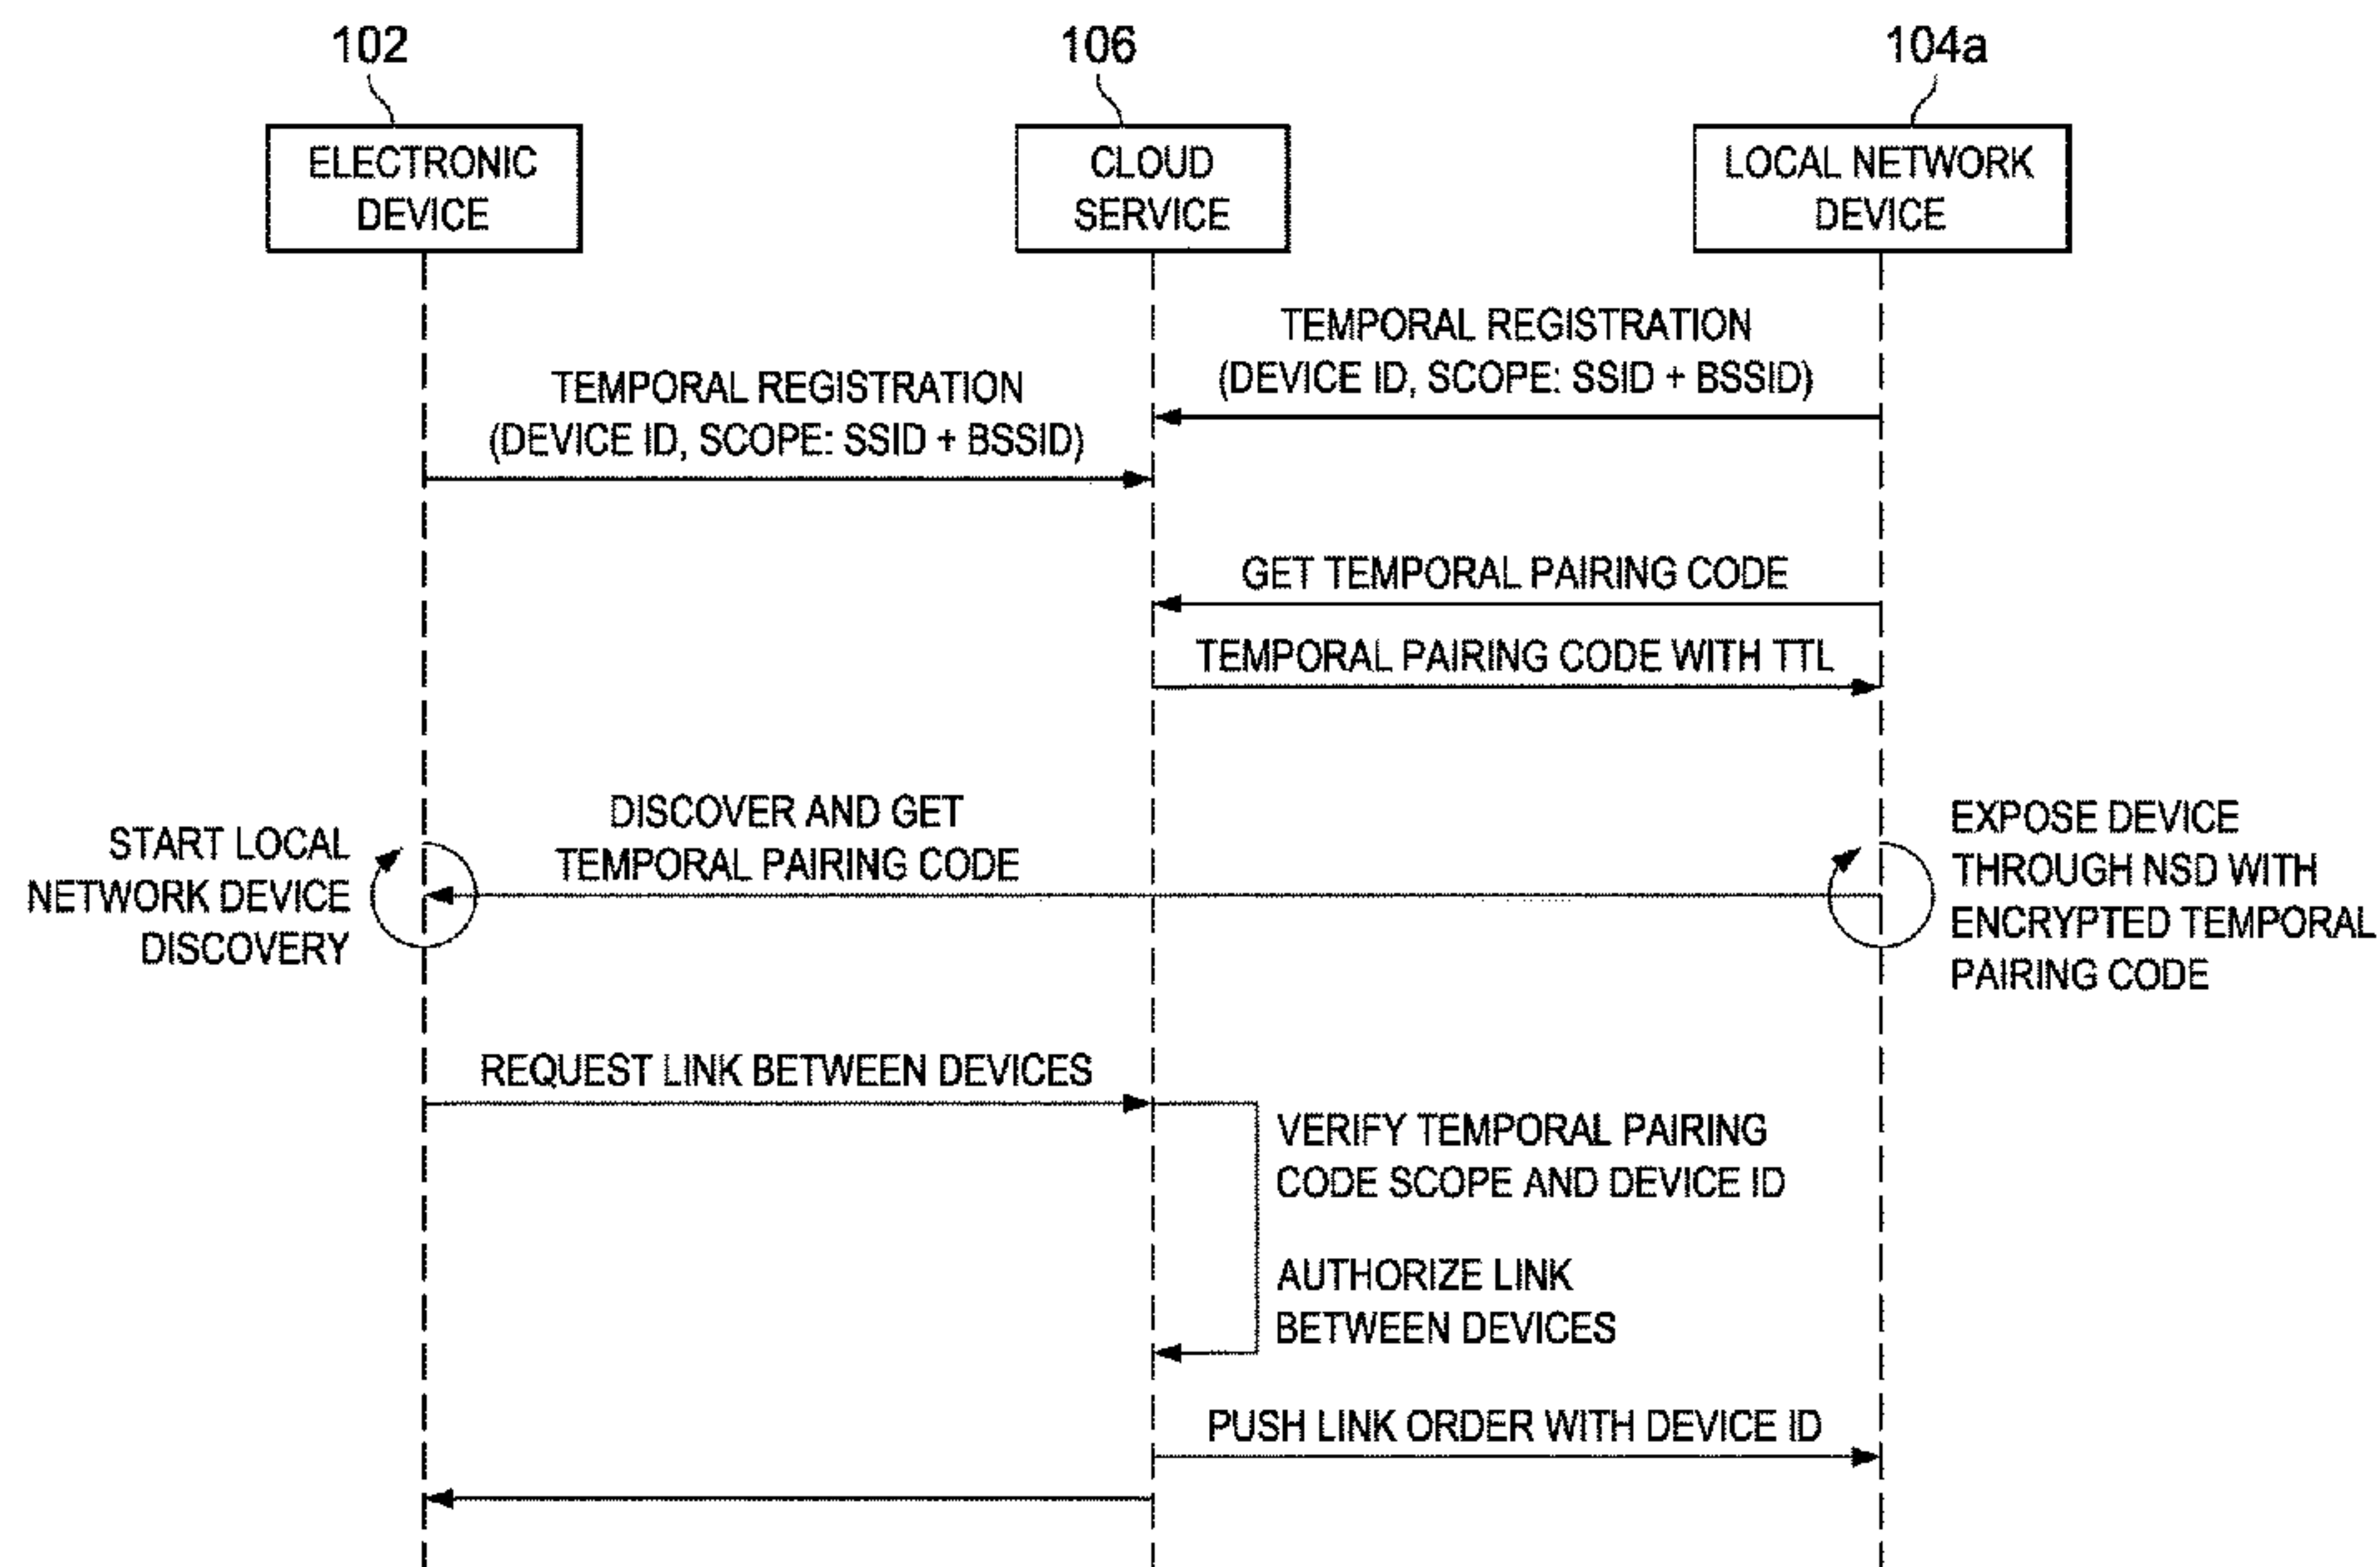 102
106
104a
ELECTRONIC
DEVICE
CLOUD
SERVICE
LOCAL NETWORK
DEVICE
TEMPORAL REGISTRATION
(DEVICE ID, SCOPE: SSID + BSSID)
TEMPORAL REGISTRATION
(DEVICE ID, SCOPE: SSID + BSSID)
GET TEMPORAL PAIRING CODE
TEMPORAL PAIRING CODE WITH TTL
START LOCAL
NETWORK DEVICE
DISCOVERY
DISCOVER AND GET
TEMPORAL PAIRING CODE
EXPOSE DEVICE
THROUGH NSD WITH
ENCRYPTED TEMPORAL
PAIRING CODE
REQUEST LINK BETWEEN DEVICES
VERIFY TEMPORAL PAIRING
CODE SCOPE AND DEVICE ID
AUTHORIZE LINK
BETWEEN DEVICES
PUSH LINK ORDER WITH DEVICE ID